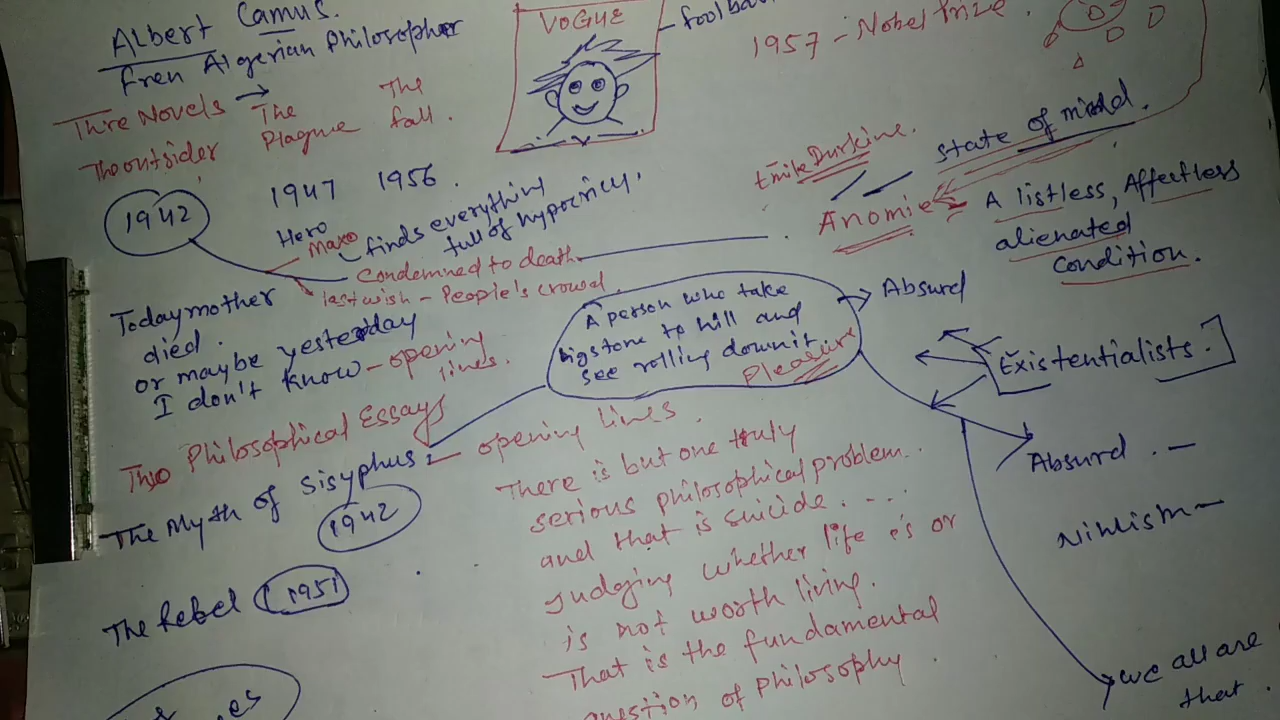 Albert Camus.
Fren Algerian Philosopher
VOGUE
1957 - Nobel Prize.
Three Novels → The The
Plague fall.
The outsider
1942
1947 1956.
Hero
Maro
finds everything
full of hypocricy.
Condemned to death
last wish - People's crowd
Emile Durkine.
state of mind.
Anomie
A listless, Affectless
alienated
condition.
Today mother
died.
or maybe yesterday
I don't know - opening
lines.
A person who take
bigstone to hill and
see rolling down it.
Pleasure
Absurd
Existentialists.
Absurd. -
Nihlism -
Two Philosophical Essays
The Myth of Sisyphus:
1942
The Rebel (1951)
opening lines.
There is but one truly
serious philosophical problem..
and that is suicide. ...
Judging whether life is or
is not worth living.
That is the fundamental
question of Philosophy.
we all are
that.